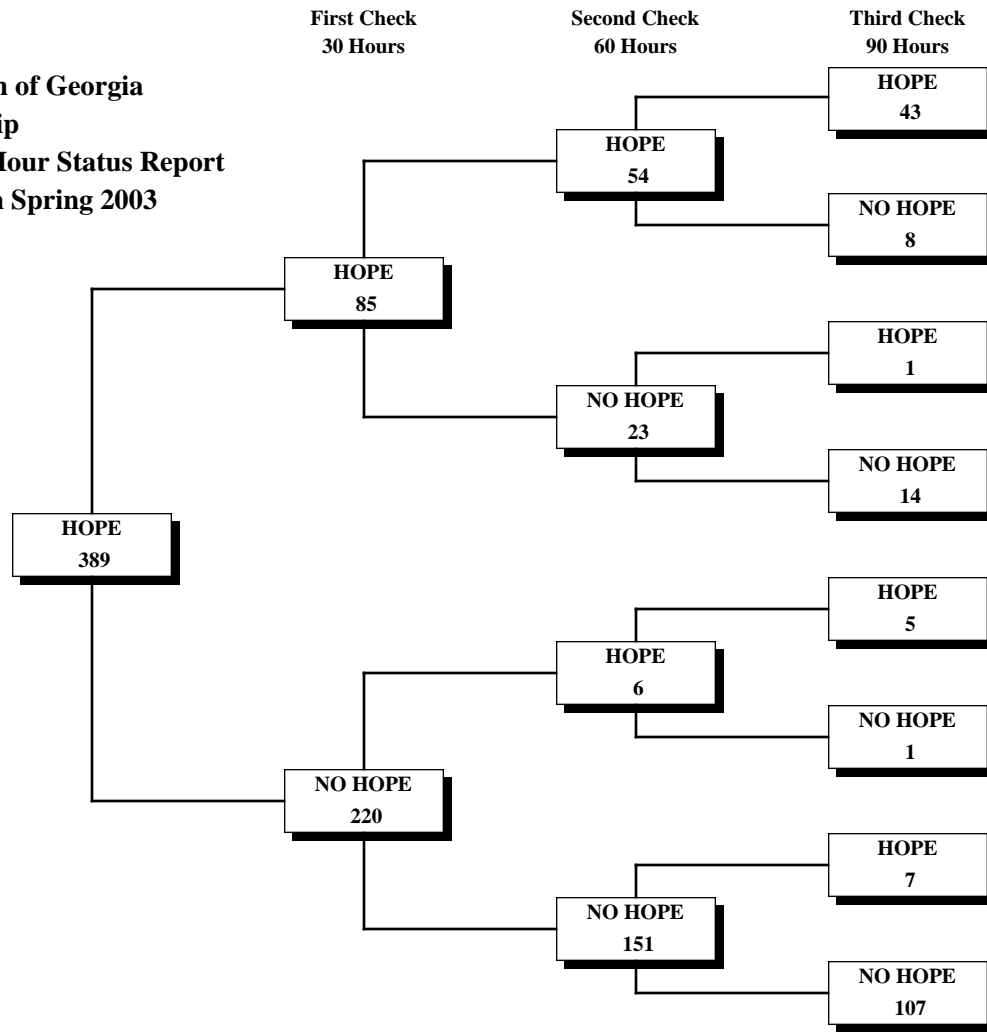 First Check
30 Hours
Second Check
60 Hours
Third Check
90 Hours
n of Georgia
ip
Hour Status Report
n Spring 2003
HOPE
389
HOPE
85
NO HOPE
220
HOPE
54
NO HOPE
23
HOPE
6
NO HOPE
151
HOPE
43
NO HOPE
8
HOPE
1
NO HOPE
14
HOPE
5
NO HOPE
1
HOPE
7
NO HOPE
107